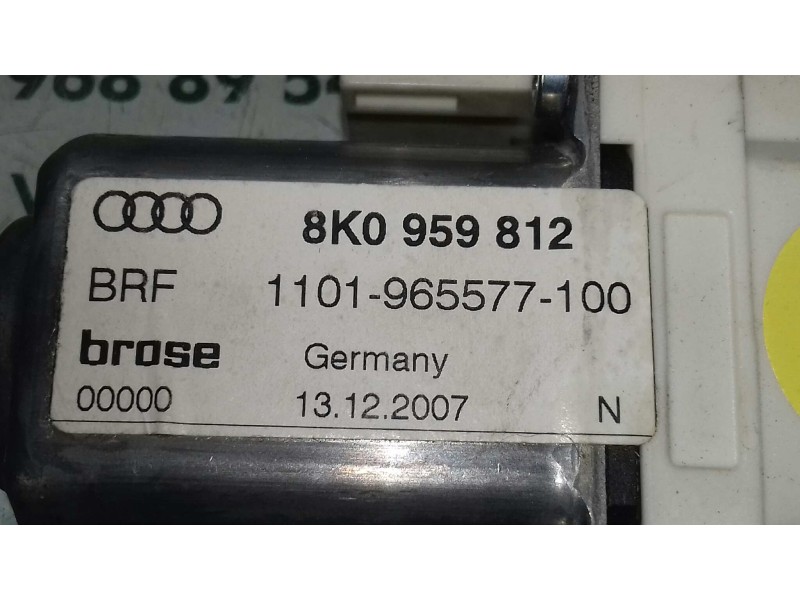 8K0 959 812
BRF 1101-965577-100
brose Germany
00000 13.12.2007 N